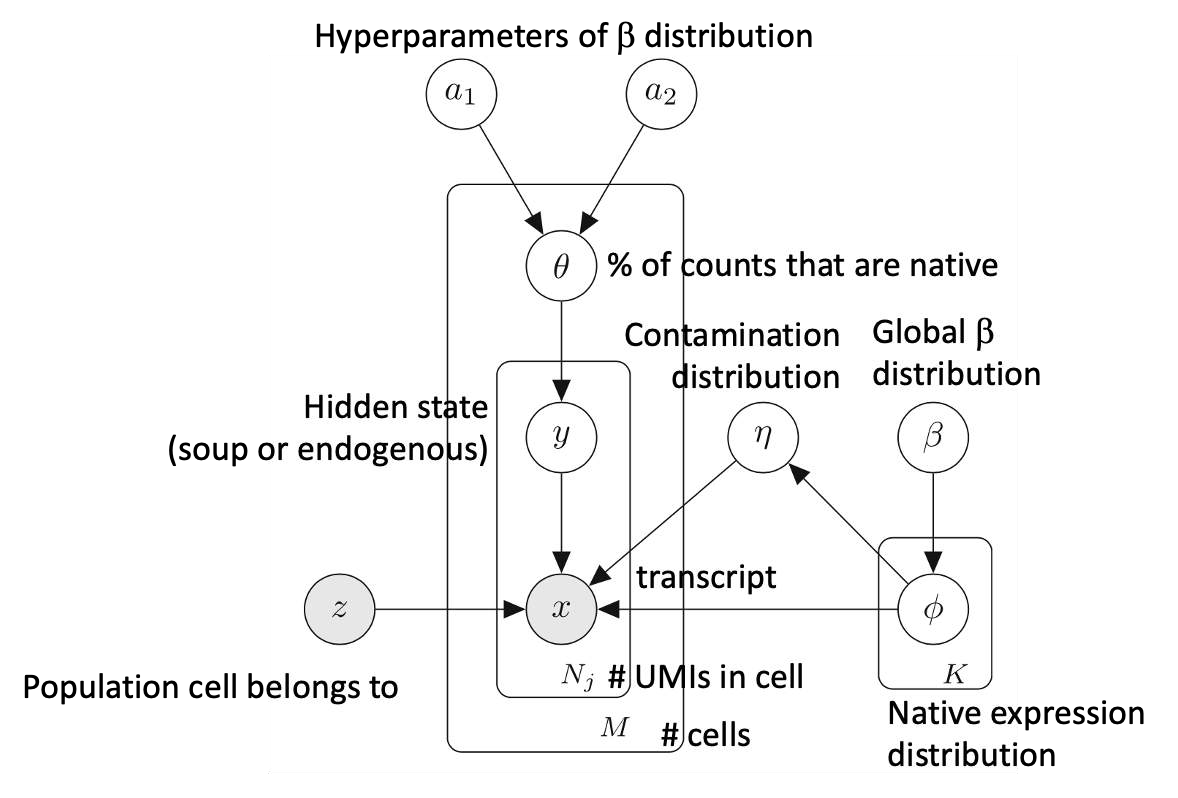 Hyperparameters of β distribution
a₁
a₂
θ
% of counts that are native
Contamination
distribution
Global β
distribution
Hidden state
(soup or endogenous)
y
η
β
transcript
z
x
ϕ
Population cell belongs to
Nⱼ
# UMIs in cell
K
M
# cells
Native expression
distribution